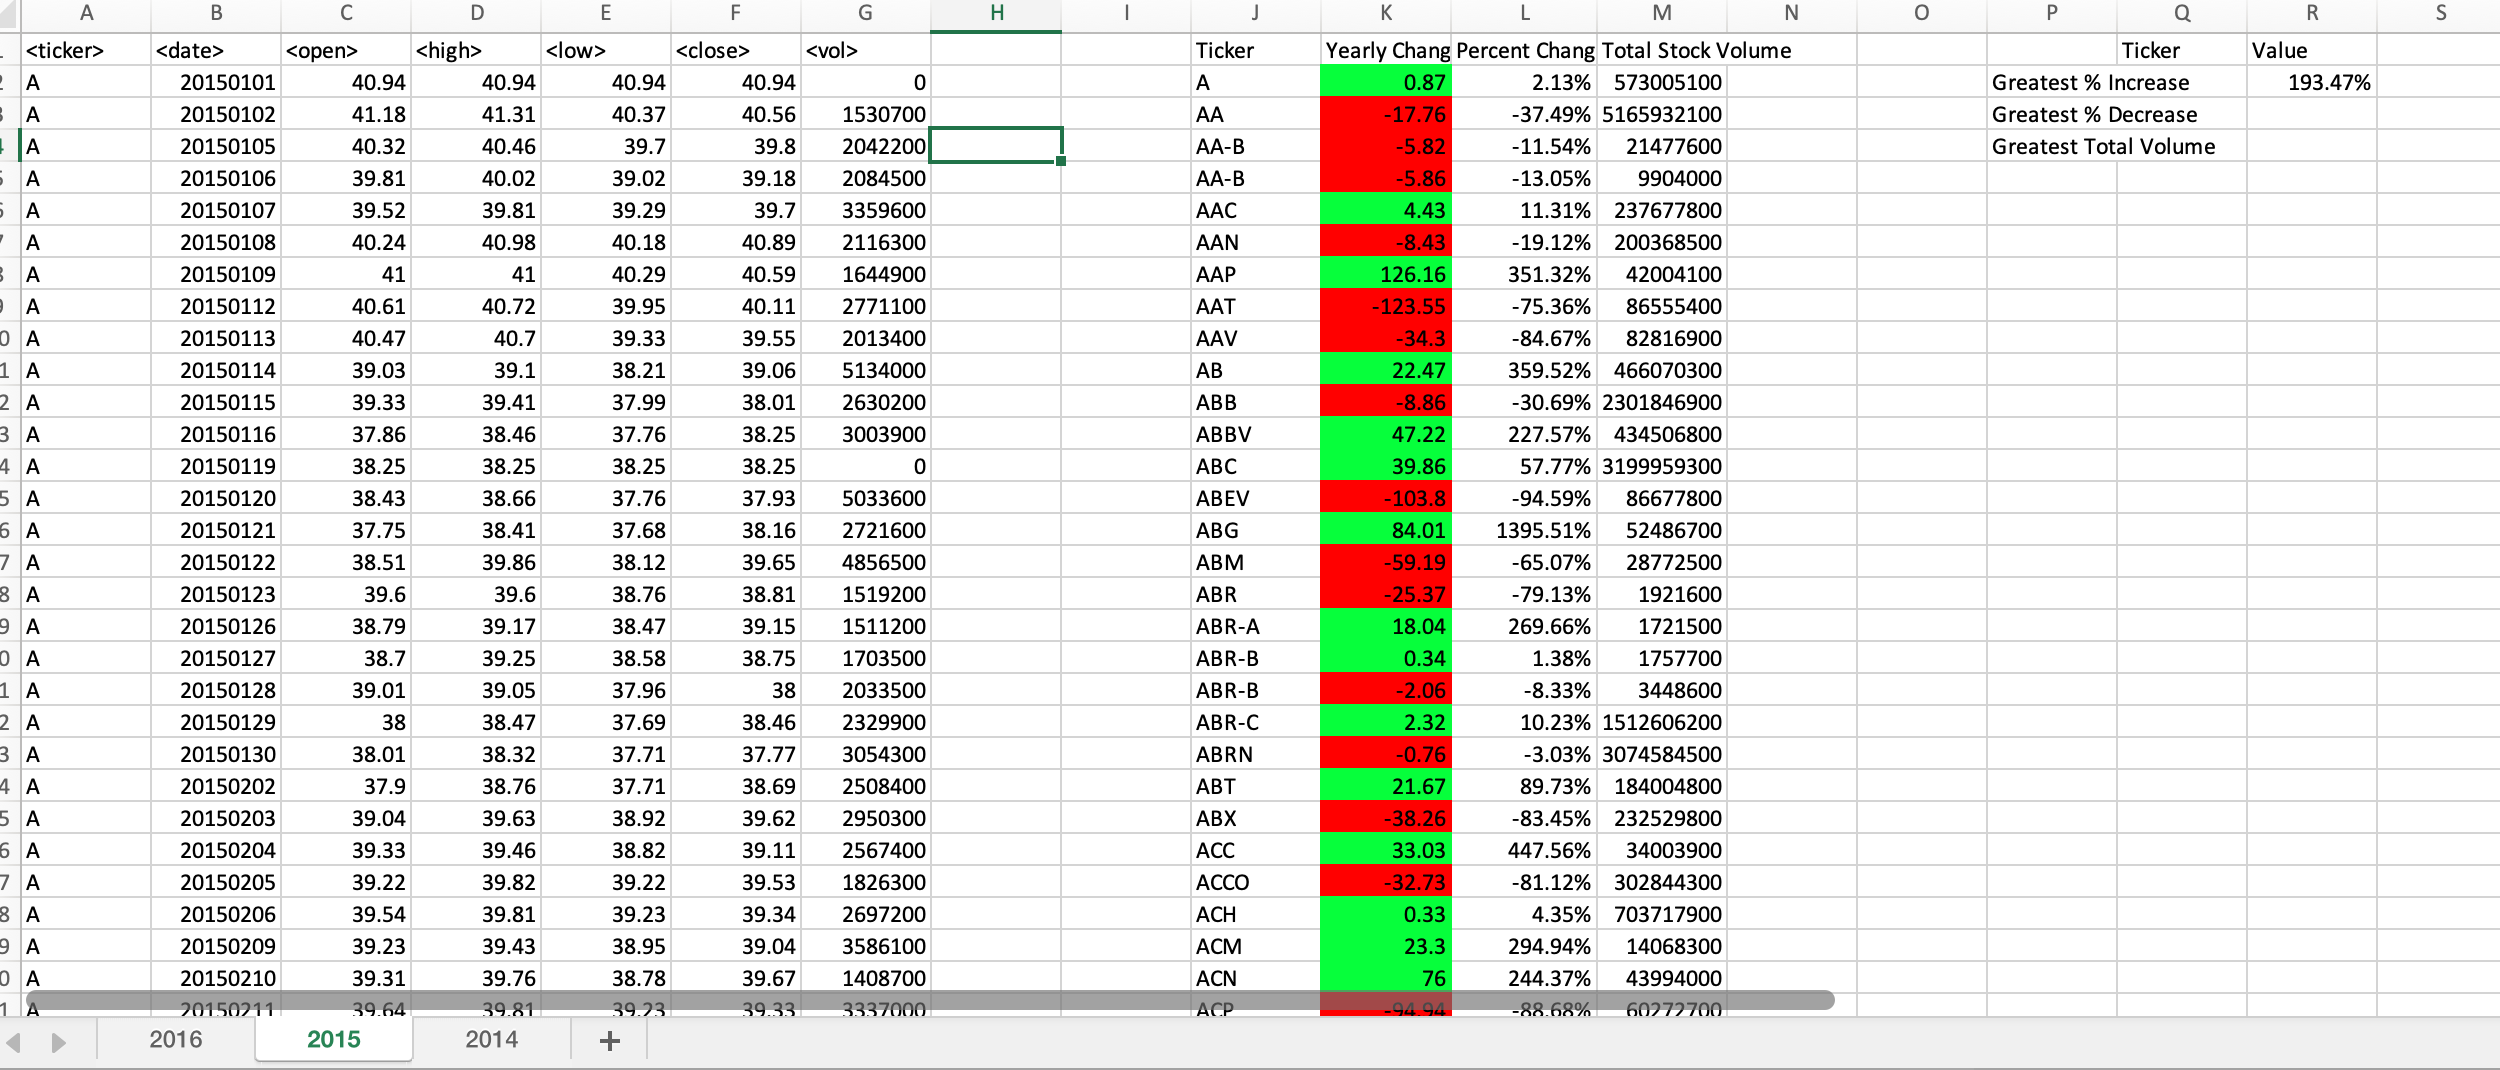 A B C D E F G H I J K L M N O P Q R S
<ticker> <date> <open> <high> <low> <close> <vol> Ticker Yearly Chang Percent Chang Total Stock Volume Ticker Value
2 A 20150101 40.94 40.94 40.94 40.94 0 A 0.87 2.13% 573005100 Greatest % Increase 193.47%
3 A 20150102 41.18 41.31 40.37 40.56 1530700 AA -17.76 -37.49% 5165932100 Greatest % Decrease
4 A 20150105 40.32 40.46 39.7 39.8 2042200 AA-B -5.82 -11.54% 21477600 Greatest Total Volume
5 A 20150106 39.81 40.02 39.02 39.18 2084500 AA-B -5.86 -13.05% 9904000
6 A 20150107 39.52 39.81 39.29 39.7 3359600 AAC 4.43 11.31% 237677800
7 A 20150108 40.24 40.98 40.18 40.89 2116300 AAN -8.43 -19.12% 200368500
8 A 20150109 41 41 40.29 40.59 1644900 AAP 126.16 351.32% 42004100
9 A 20150112 40.61 40.72 39.95 40.11 2771100 AAT -123.55 -75.36% 86555400
0 A 20150113 40.47 40.7 39.33 39.55 2013400 AAV -34.3 -84.67% 82816900
1 A 20150114 39.03 39.1 38.21 39.06 5134000 AB 22.47 359.52% 466070300
2 A 20150115 39.33 39.41 37.99 38.01 2630200 ABB -8.86 -30.69% 2301846900
3 A 20150116 37.86 38.46 37.76 38.25 3003900 ABBV 47.22 227.57% 434506800
4 A 20150119 38.25 38.25 38.25 38.25 0 ABC 39.86 57.77% 3199959300
5 A 20150120 38.43 38.66 37.76 37.93 5033600 ABEV -103.8 -94.59% 86677800
6 A 20150121 37.75 38.41 37.68 38.16 2721600 ABG 84.01 1395.51% 52486700
7 A 20150122 38.51 39.86 38.12 39.65 4856500 ABM -59.19 -65.07% 28772500
8 A 20150123 39.6 39.6 38.76 38.81 1519200 ABR -25.37 -79.13% 1921600
9 A 20150126 38.79 39.17 38.47 39.15 1511200 ABR-A 18.04 269.66% 1721500
0 A 20150127 38.7 39.25 38.58 38.75 1703500 ABR-B 0.34 1.38% 1757700
1 A 20150128 39.01 39.05 37.96 38 2033500 ABR-B -2.06 -8.33% 3448600
2 A 20150129 38 38.47 37.69 38.46 2329900 ABR-C 2.32 10.23% 1512606200
3 A 20150130 38.01 38.32 37.71 37.77 3054300 ABRN -0.76 -3.03% 3074584500
4 A 20150202 37.9 38.76 37.71 38.69 2508400 ABT 21.67 89.73% 184004800
5 A 20150203 39.04 39.63 38.92 39.62 2950300 ABX -38.26 -83.45% 232529800
6 A 20150204 39.33 39.46 38.82 39.11 2567400 ACC 33.03 447.56% 34003900
7 A 20150205 39.22 39.82 39.22 39.53 1826300 ACCO -32.73 -81.12% 302844300
8 A 20150206 39.54 39.81 39.23 39.34 2697200 ACH 0.33 4.35% 703717900
9 A 20150209 39.23 39.43 38.95 39.04 3586100 ACM 23.3 294.94% 14068300
0 A 20150210 39.31 39.76 38.78 39.67 1408700 ACN 76 244.37% 43994000
1 A 20150211 39.64 39.81 39.23 39.33 3337000 ACP -94.94 -88.68% 60272700
2016 2015 2014 +